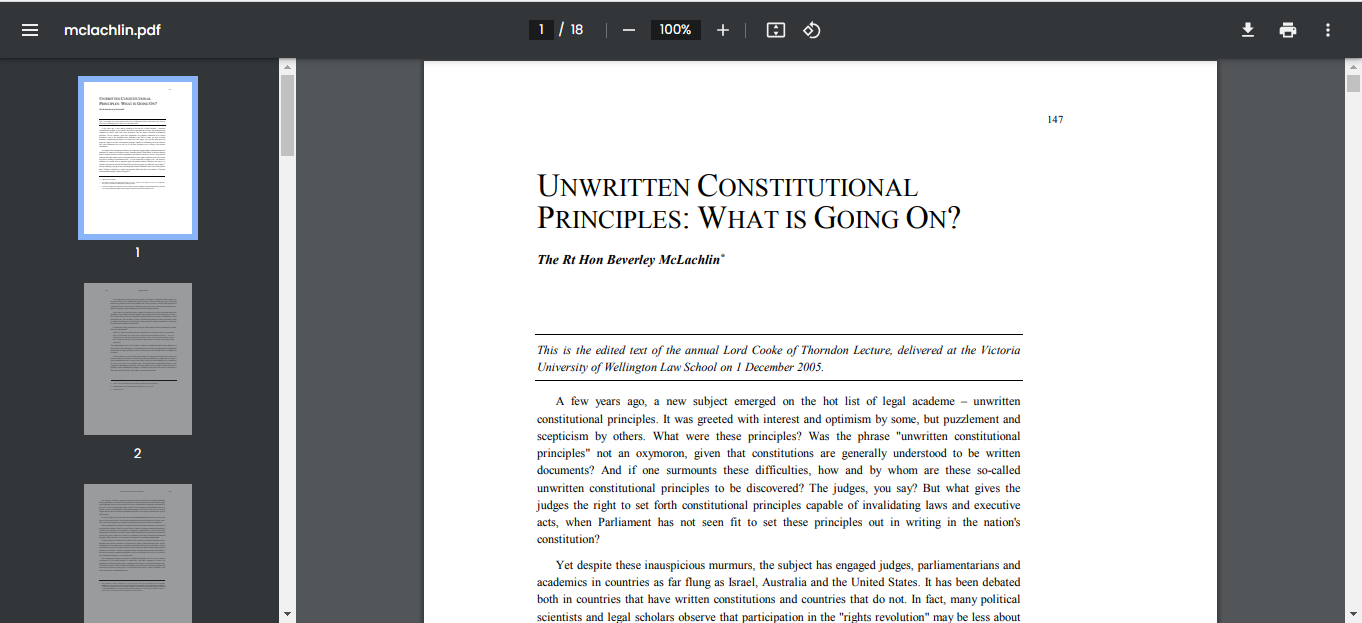 mclachlin.pdf
1 / 18
100%
1
2
147
UNWRITTEN CONSTITUTIONAL
PRINCIPLES: WHAT IS GOING ON?
The Rt Hon Beverley McLachlin*
This is the edited text of the annual Lord Cooke of Thorndon Lecture, delivered at the Victoria
University of Wellington Law School on 1 December 2005.
A few years ago, a new subject emerged on the hot list of legal academe – unwritten
constitutional principles. It was greeted with interest and optimism by some, but puzzlement and
scepticism by others. What were these principles? Was the phrase "unwritten constitutional
principles" not an oxymoron, given that constitutions are generally understood to be written
documents? And if one surmounts these difficulties, how and by whom are these so-called
unwritten constitutional principles to be discovered? The judges, you say? But what gives the
judges the right to set forth constitutional principles capable of invalidating laws and executive
acts, when Parliament has not seen fit to set these principles out in writing in the nation's
constitution?
Yet despite these inauspicious murmurs, the subject has engaged judges, parliamentarians and
academics in countries as far flung as Israel, Australia and the United States. It has been debated
both in countries that have written constitutions and countries that do not. In fact, many political
scientists and legal scholars observe that participation in the "rights revolution" may be less about